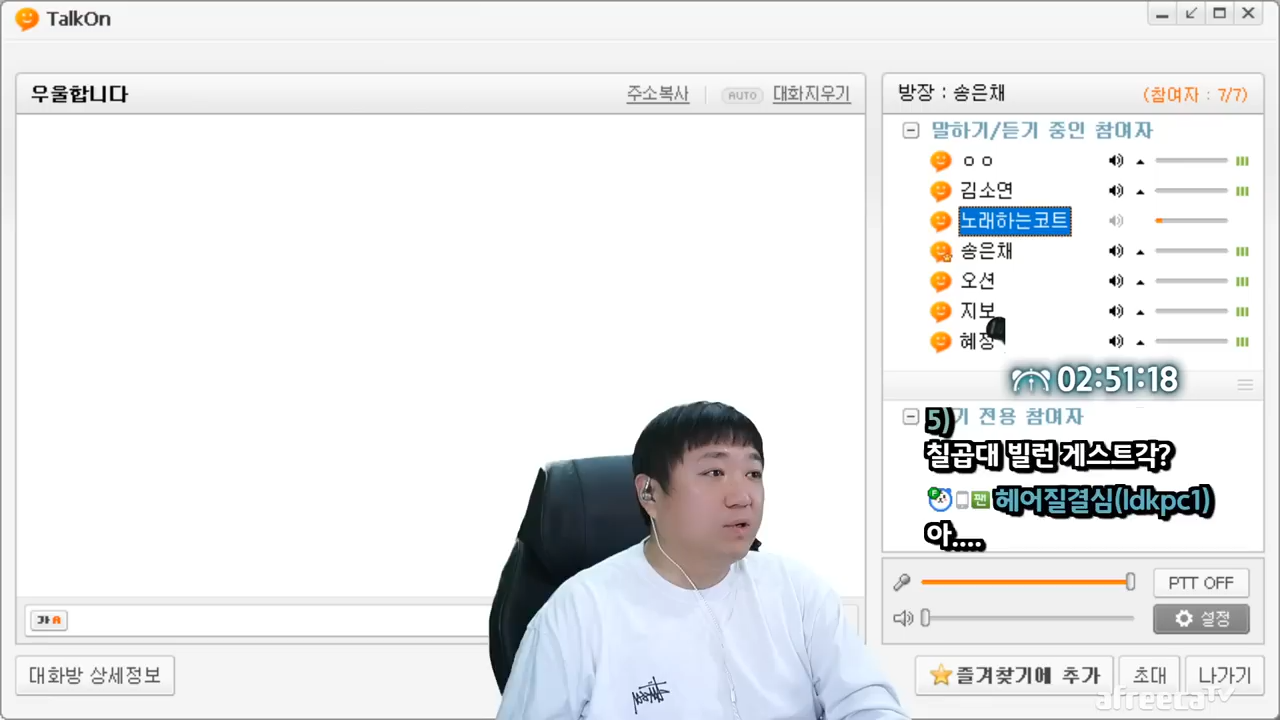 TalkOn
우울합니다
주소복사
AUTO
대화지우기
방장 : 송은채
(참여자 : 7/7)
말하기/듣기 중인 참여자
ㅇㅇ
김소연
노래하는코트
송은채
오션
지보
혜정
02:51:18
기 전용 참여자
5)
칠곱대 빌런 게스트각?
팬 헤어질결심(ldkpc1)
아....
PTT OFF
설정
가A
대화방 상세정보
즐겨찾기에 추가
초대
나가기
afreecaTV